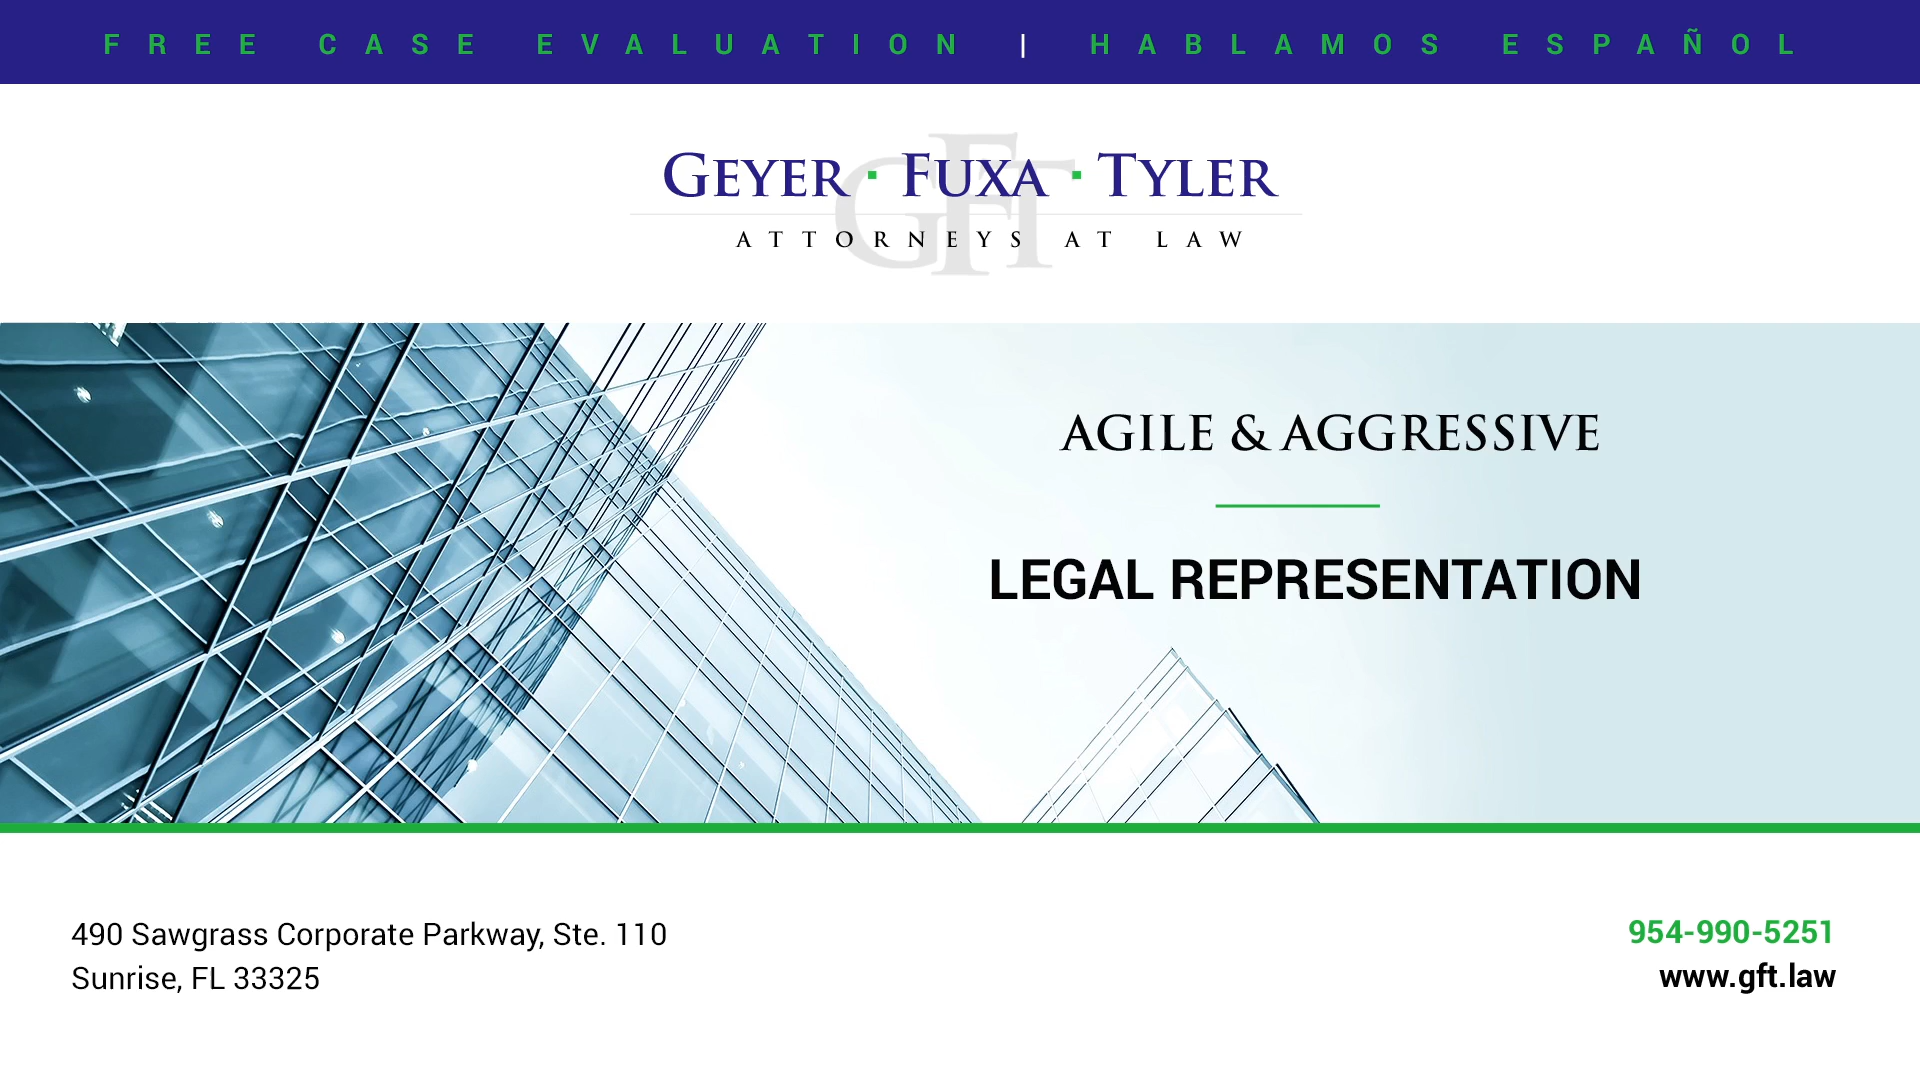 FREE CASE EVALUATION | HABLAMOS ESPAÑOL
GFT
GEYER · FUXA · TYLER
ATTORNEYS AT LAW
AGILE & AGGRESSIVE
LEGAL REPRESENTATION
490 Sawgrass Corporate Parkway, Ste. 110
Sunrise, FL 33325
954-990-5251
www.gft.law